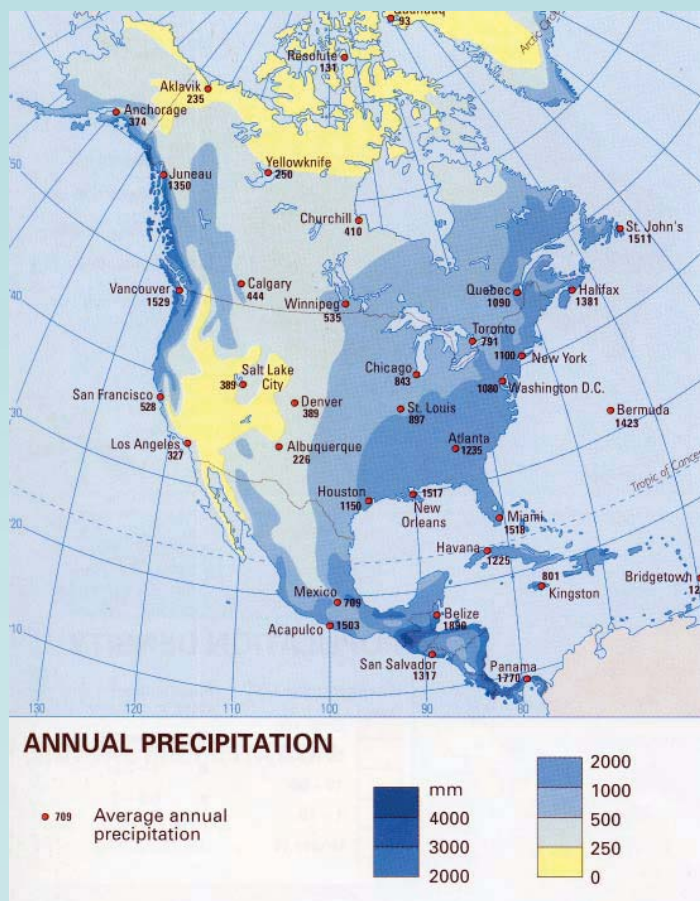 93
Resolute
131
Arctic Circ
Aklavik
235
Anchorage
374
Yellowknife
250
Juneau
1350
Churchill
410
St. John's
1511
50
Calgary
444
Vancouver
1529
Winnipeg
535
Quebec
1090
Halifax
1381
40
Toronto
791
1100
New York
Chicago
843
Salt Lake
City
389
1080
Washington D.C.
San Francisco
528
Denver
389
St. Louis
897
Bermuda
1423
30
Los Angeles
327
Albuquerque
226
Atlanta
1235
Tropic of Cancer
Houston
1150
1517
New
Orleans
Miami
1518
20
Havana
1225
801
Kingston
Bridgetown
12
Mexico
709
Belize
1890
Acapulco
1503
10
San Salvador
1317
Panama
1770
130
120
110
100
90
80
ANNUAL PRECIPITATION
709 Average annual
precipitation
mm
4000
3000
2000
2000
1000
500
250
0